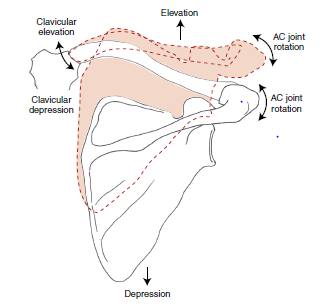 Elevation
Clavicular
elevation
AC joint
rotation
Clavicular
depression
AC joint
rotation
Depression